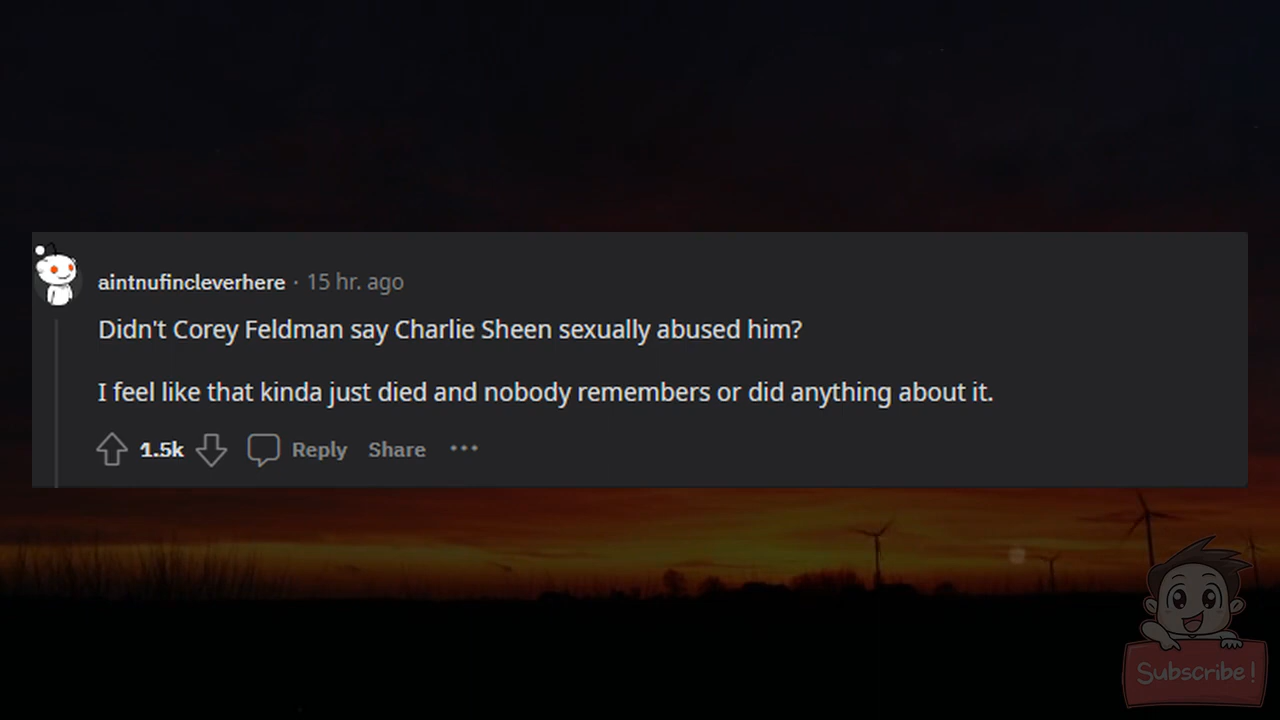 aintnufincleverhere · 15 hr. ago
Didn't Corey Feldman say Charlie Sheen sexually abused him?
I feel like that kinda just died and nobody remembers or did anything about it.
1.5k Reply Share ···
Subscribe!